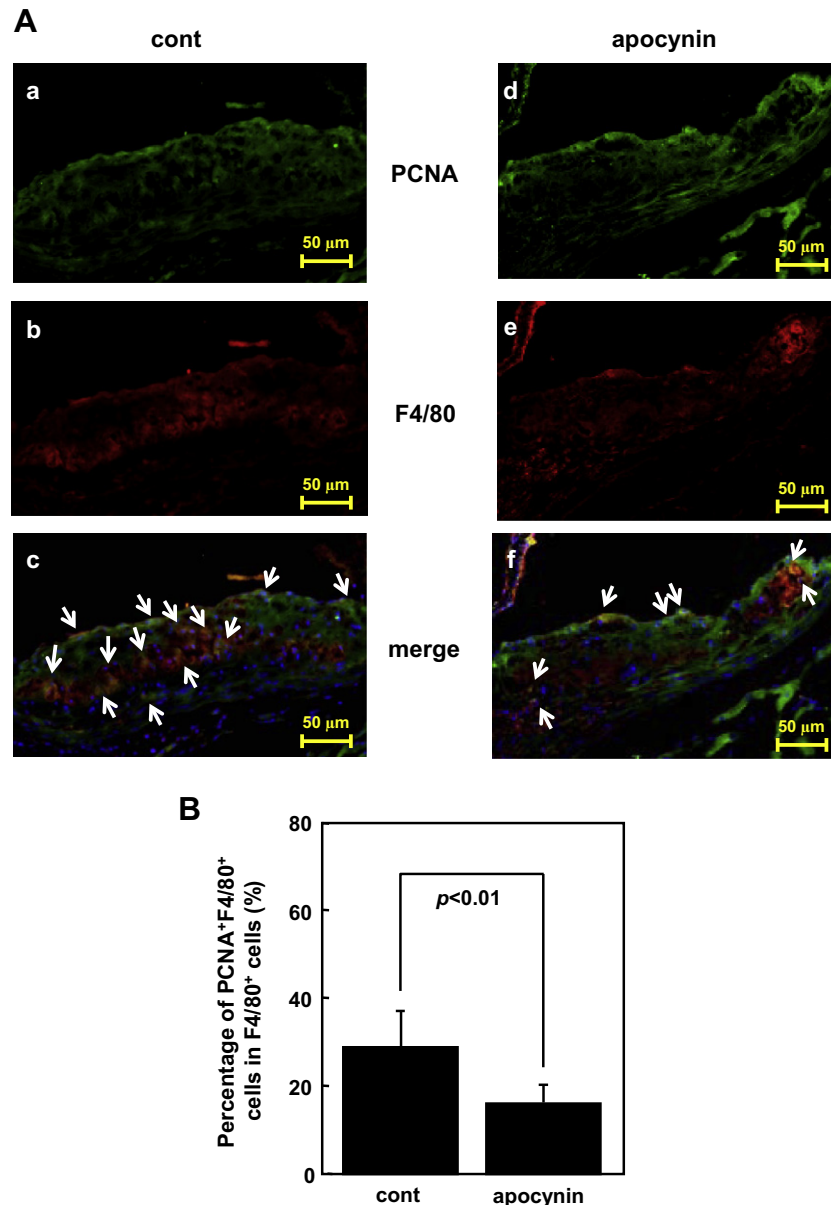 A
cont
apocynin
a
50 µm
PCNA
d
50 µm
b
50 µm
F4/80
e
50 µm
c
50 µm
merge
f
50 µm
B
Percentage of PCNA⁺F4/80⁺
cells in F4/80⁺ cells (%)
80
60
40
20
0
p<0.01
cont
apocynin